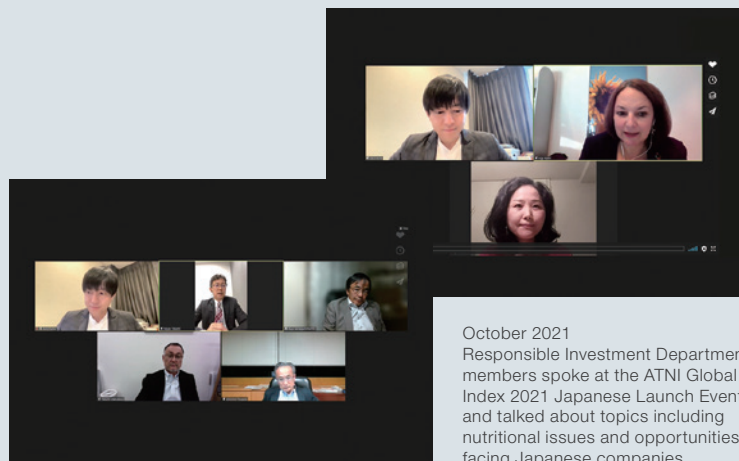 October 2021
Responsible Investment Departmen
members spoke at the ATNI Global
Index 2021 Japanese Launch Event
and talked about topics including
nutritional issues and opportunities
facing Japanese companies